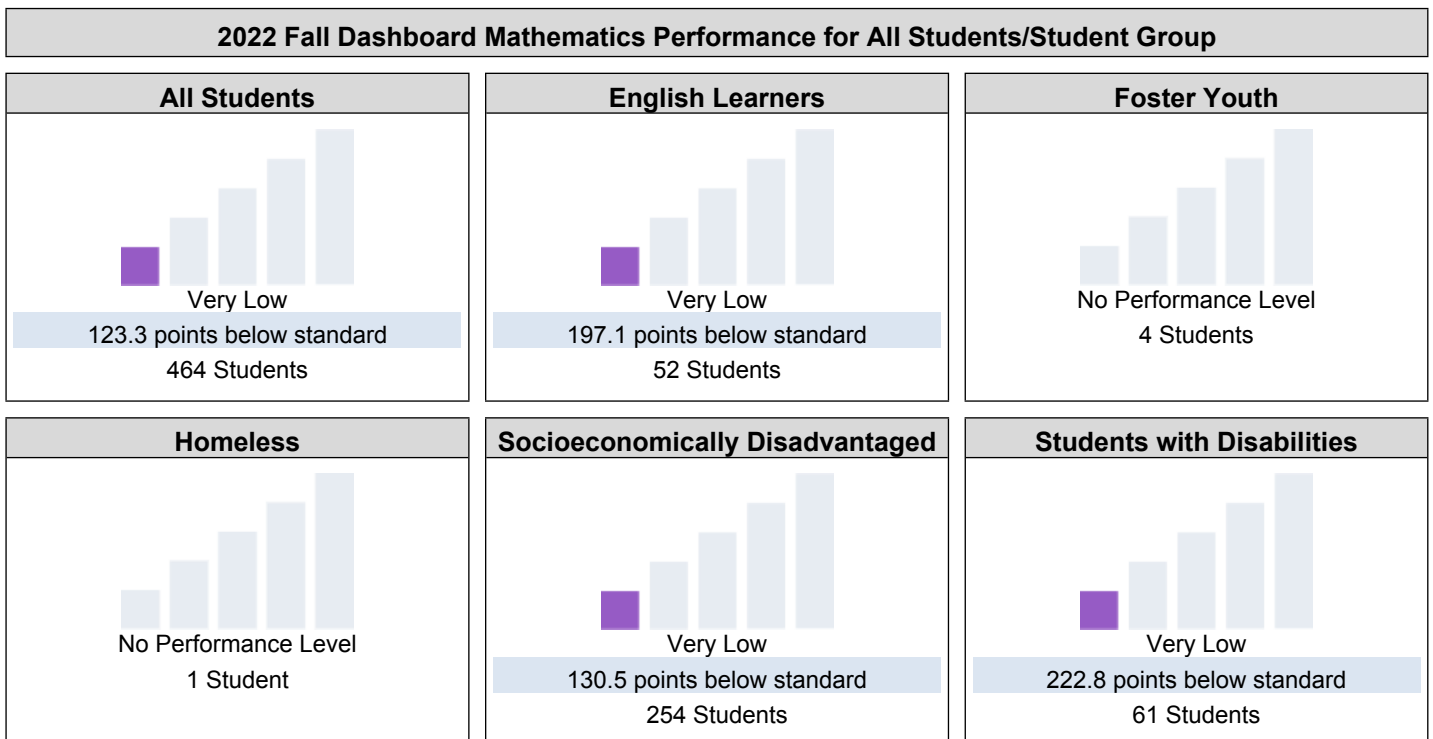 2022 Fall Dashboard Mathematics Performance for All Students/Student Group
All Students
Very Low
123.3 points below standard
464 Students
English Learners
Very Low
197.1 points below standard
52 Students
Foster Youth
No Performance Level
4 Students
Homeless
No Performance Level
1 Student
Socioeconomically Disadvantaged
Very Low
130.5 points below standard
254 Students
Students with Disabilities
Very Low
222.8 points below standard
61 Students